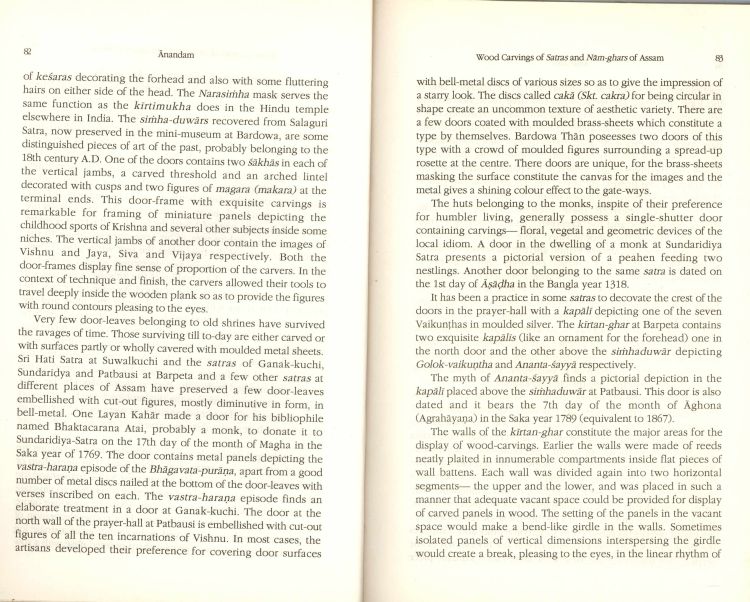 82
Ānandam
of keśaras decorating the forhead and also with some fluttering
hairs on either side of the head. The Narasiṁha mask serves the
same function as the kīrtimukha does in the Hindu temple
elsewhere in India. The siṁha-duwārs recovered from Salaguri
Satra, now preserved in the mini-museum at Bardowa, are some
distinguished pieces of art of the past, probably belonging to the
18th century A.D. One of the doors contains two śākhās in each of
the vertical jambs, a carved threshold and an arched lintel
decorated with cusps and two figures of magara (makara) at the
terminal ends. This door-frame with exquisite carvings is
remarkable for framing of miniature panels depicting the
childhood sports of Krishna and several other subjects inside some
niches. The vertical jambs of another door contain the images of
Vishnu and Jaya, Siva and Vijaya respectively. Both the
door-frames display fine sense of proportion of the carvers. In the
context of technique and finish, the carvers allowed their tools to
travel deeply inside the wooden plank so as to provide the figures
with round contours pleasing to the eyes.
Very few door-leaves belonging to old shrines have survived
the ravages of time. Those surviving till to-day are either carved or
with surfaces partly or wholly cavered with moulded metal sheets.
Sri Hati Satra at Suwalkuchi and the satras of Ganak-kuchi,
Sundaridya and Patbausi at Barpeta and a few other satras at
different places of Assam have preserved a few door-leaves
embellished with cut-out figures, mostly diminutive in form, in
bell-metal. One Layan Kahār made a door for his bibliophile
named Bhaktacarana Atai, probably a monk, to donate it to
Sundaridiya-Satra on the 17th day of the month of Magha in the
Saka year of 1769. The door contains metal panels depicting the
vastra-haraṇa episode of the Bhāgavata-purāṇa, apart from a good
number of metal discs nailed at the bottom of the door-leaves with
verses inscribed on each. The vastra-haraṇa episode finds an
elaborate treatment in a door at Ganak-kuchi. The door at the
north wall of the prayer-hall at Patbausi is embellished with cut-out
figures of all the ten incarnations of Vishnu. In most cases, the
artisans developed their preference for covering door surfaces
Wood Carvings of Satras and Nām-ghars of Assam
83
with bell-metal discs of various sizes so as to give the impression of
a starry look. The discs called cakā (Skt. cakra) for being circular in
shape create an uncommon texture of aesthetic variety. There are
a few doors coated with moulded brass-sheets which constitute a
type by themselves. Bardowa Thān poseesses two doors of this
type with a crowd of moulded figures surrounding a spread-up
rosette at the centre. There doors are unique, for the brass-sheets
masking the surface constitute the canvas for the images and the
metal gives a shining colour effect to the gate-ways.
The huts belonging to the monks, inspite of their preference
for humbler living, generally possess a single-shutter door
containing carvings— floral, vegetal and geometric devices of the
local idiom. A door in the dwelling of a monk at Sundaridiya
Satra presents a pictorial version of a peahen feeding two
nestlings. Another door belonging to the same satra is dated on
the 1st day of Āṣāḍha in the Bangla year 1318.
It has been a practice in some satras to decovate the crest of the
doors in the prayer-hall with a kapāli depicting one of the seven
Vaikunṭhas in moulded silver. The kīrtan-ghar at Barpeta contains
two exquisite kapālis (like an ornament for the forehead) one in
the north door and the other above the siṁhaduwār depicting
Golok-vaikuṇṭha and Ananta-śayyā respectively.
The myth of Ananta-śayyā finds a pictorial depiction in the
kapāli placed above the siṁhaduwār at Patbausi. This door is also
dated and it bears the 7th day of the month of Āghona
(Agrahāyaṇa) in the Saka year 1789 (equivalent to 1867).
The walls of the kīrtan-ghar constitute the major areas for the
display of wood-carvings. Earlier the walls were made of reeds
neatly plaited in innumerable compartments inside flat pieces of
wall battens. Each wall was divided again into two horizontal
segments— the upper and the lower, and was placed in such a
manner that adequate vacant space could be provided for display
of carved panels in wood. The setting of the panels in the vacant
space would make a bend-like girdle in the walls. Sometimes
isolated panels of vertical dimensions interspersing the girdle
would create a break, pleasing to the eyes, in the linear rhythm of